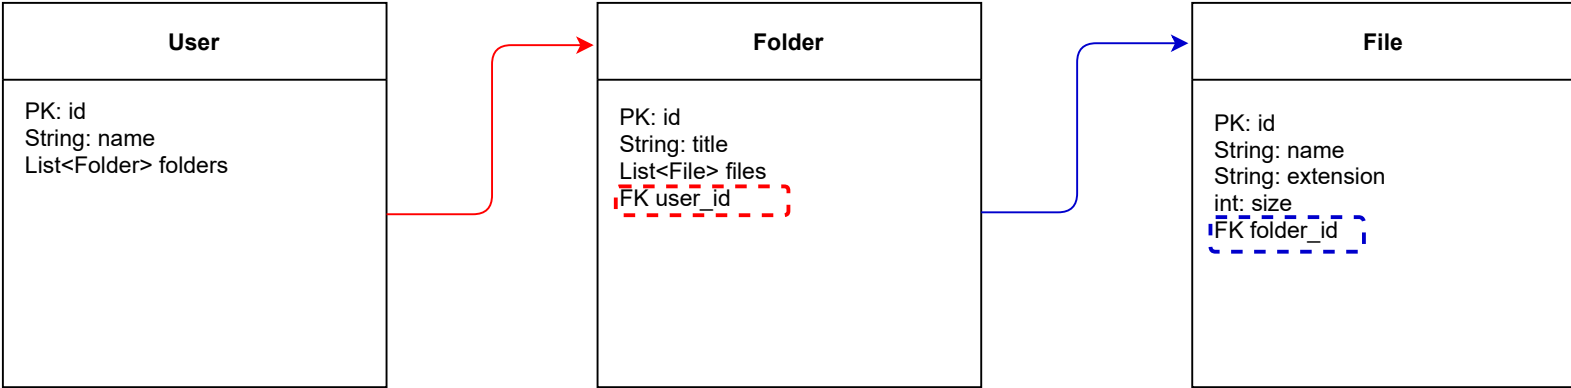 User
PK: id
String: name
List<Folder> folders
Folder
PK: id
String: title
List<File> files
FK user_id
File
PK: id
String: name
String: extension
int: size
FK folder_id